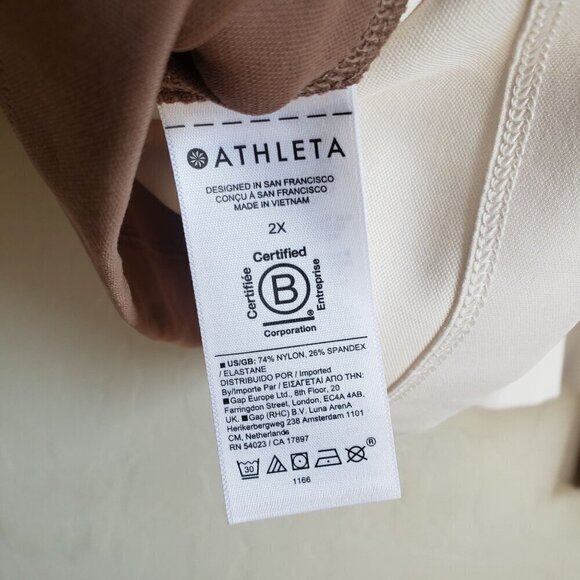 ATHLETA
DESIGNED IN SAN FRANCISCO
CONÇU À SAN FRANCISCO
MADE IN VIETNAM
2X
Certified
Certifiée
B
Entreprise
®
Corporation
■ US/GB: 74% NYLON, 26% SPANDEX
/ ELASTANE
DISTRIBUIDO POR / Imported
By/Importe Par / ΕΙΣΑΓΕΤΑΙ ΑΠΟ ΤΗΝ:
■ Gap Europe Ltd., 8th Floor, 20
Farringdon Street, London, EC4A 4AB,
UK. ■ Gap (RHC) B.V. Luna ArenA
Herikerbergweg 238 Amsterdam 1101
CM, Netherlands
RN 54023 / CA 17897
30
®
1166